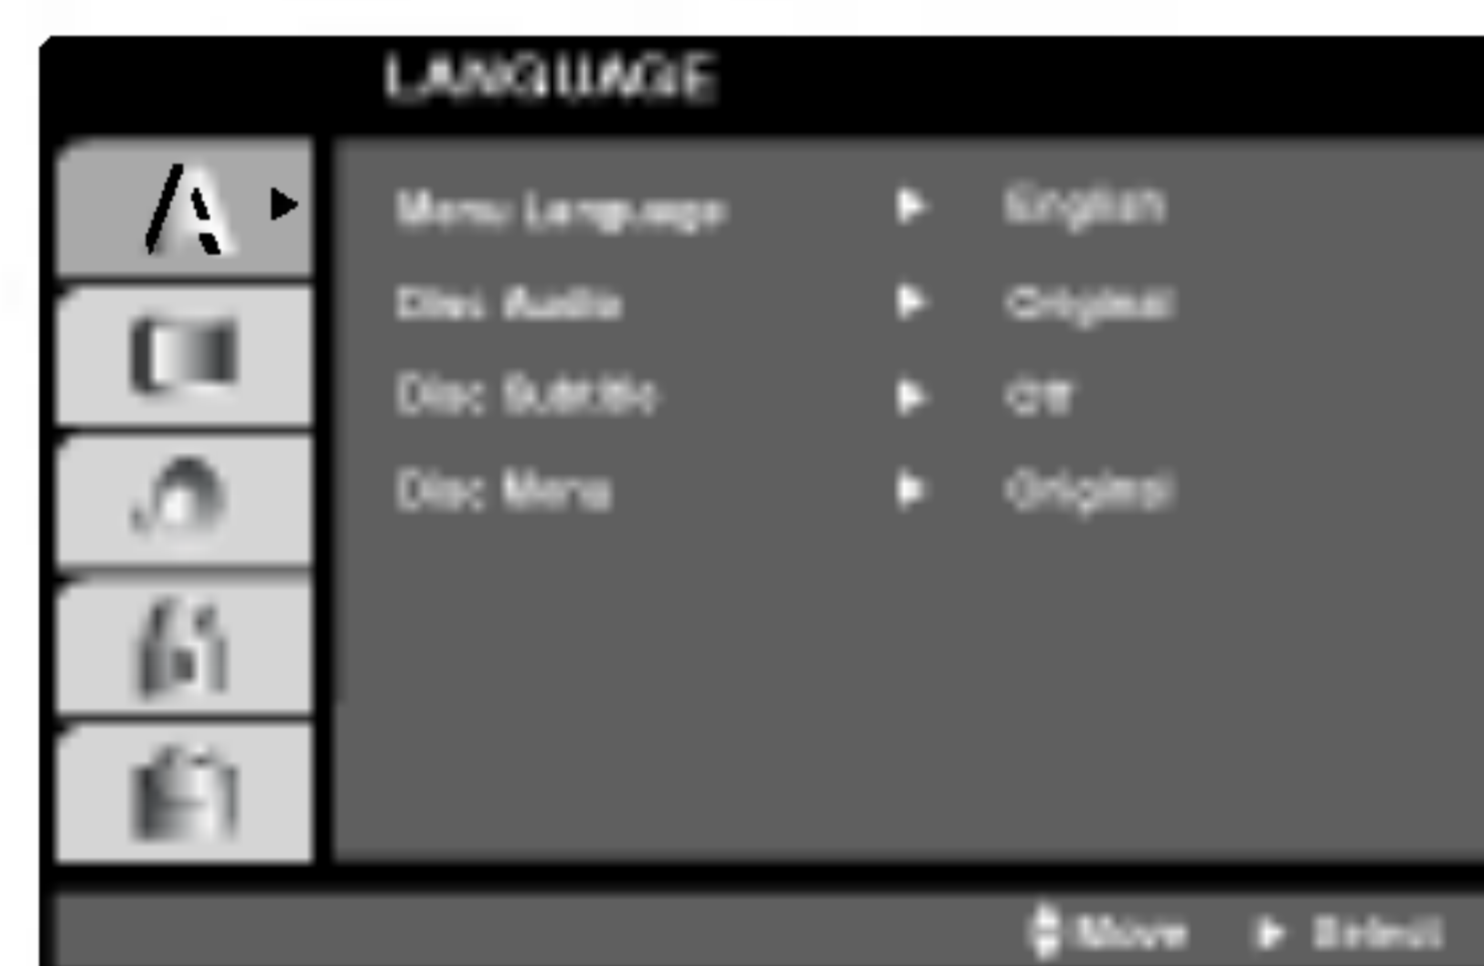 LANGUAGE
Menu Language ► English
Disc Audio ► Original
Disc Subtitle ► Off
Disc Menu ► Original
Move ► Select